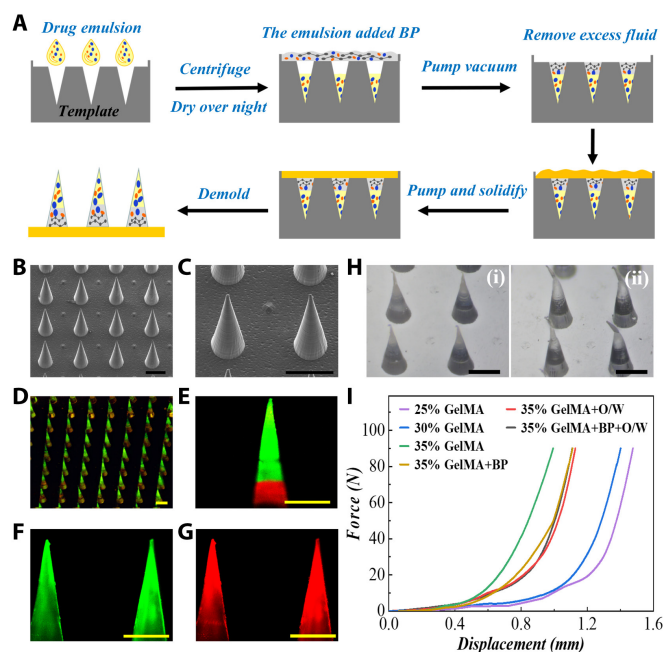 A
Drug emulsion
The emulsion added BP
Remove excess fluid
Centrifuge
Dry over night
Pump vacuum
Template
Demold
Pump and solidify
B
C
H
(i)
(ii)
D
E
I
25% GelMA
35% GelMA+O/W
30% GelMA
35% GelMA+BP+O/W
35% GelMA
35% GelMA+BP
F
G
Force (N)
100
80
60
40
20
0
0.0
0.4
0.8
1.2
1.6
Displacement (mm)